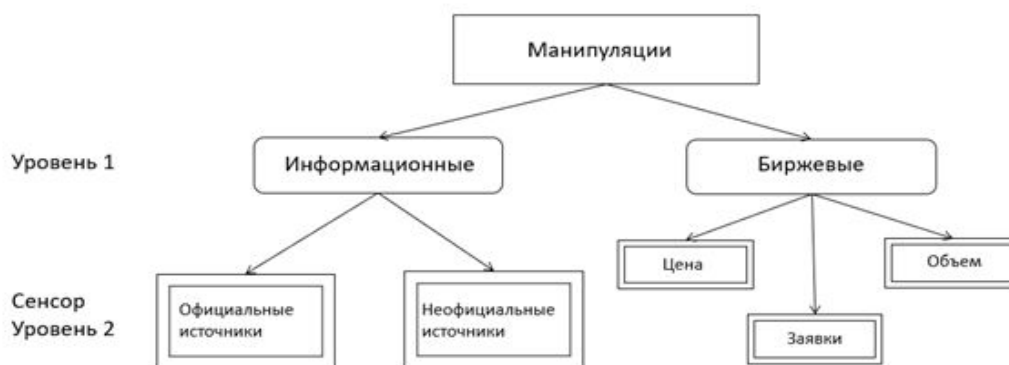 Манипуляции
Уровень 1
Информационные
Биржевые
Цена
Объем
Сенсор
Уровень 2
Официальные
источники
Неофициальные
источники
Заявки